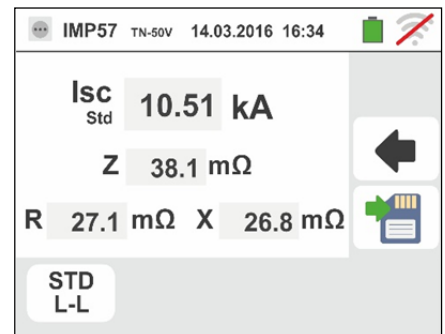 IMP57 TN-50V 14.03.2016 16:34
Isc Std 10.51 kA
Z 38.1 mΩ
R 27.1 mΩ X 26.8 mΩ
STD
L-L